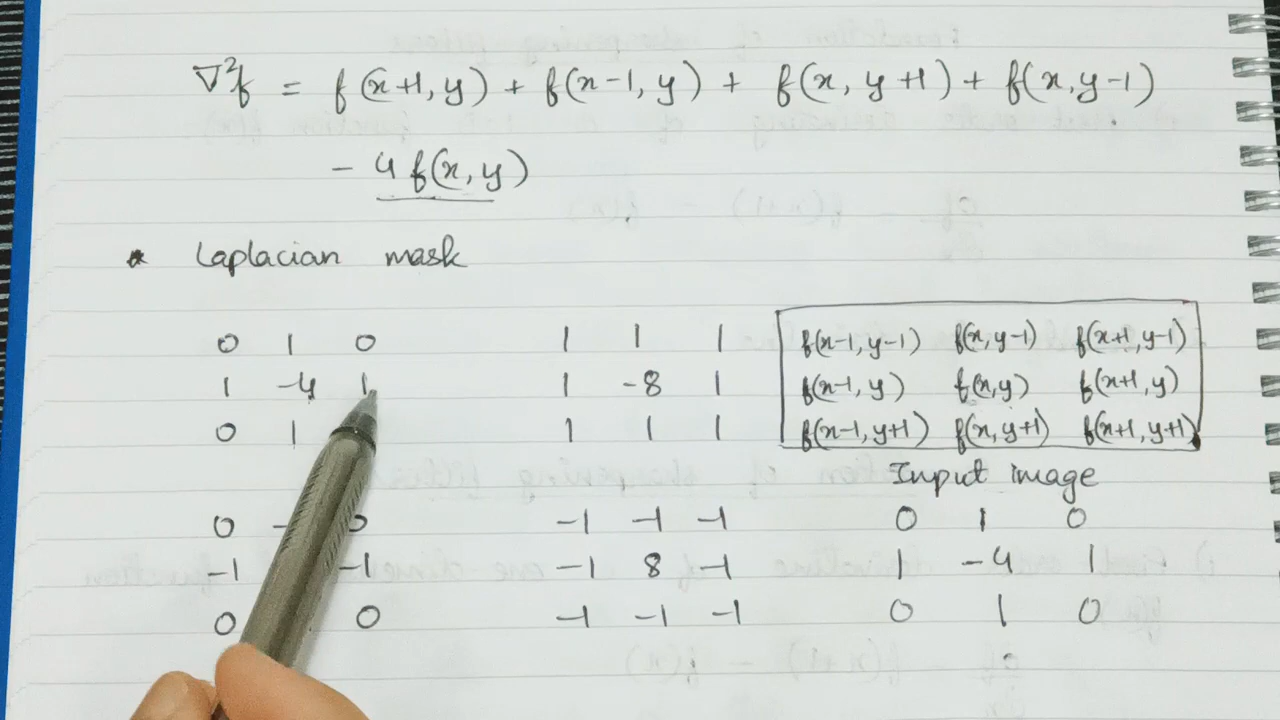 ∇²f = f(x+1, y) + f(x-1, y) + f(x, y+1) + f(x, y-1)
- 4 f(x, y)
* Laplacian mask
0 1 0 1 1 1 f(x-1, y-1) f(x, y-1) f(x+1, y-1)
1 -4 1 1 -8 1 f(x-1, y) f(x, y) f(x+1, y)
0 1 1 1 1 f(x-1, y+1) f(x, y+1) f(x+1, y+1)
Input image
0 - 0 -1 -1 -1 0 1 0
-1 -1 -1 8 -1 1 -4 1
0 0 -1 -1 -1 0 1 0